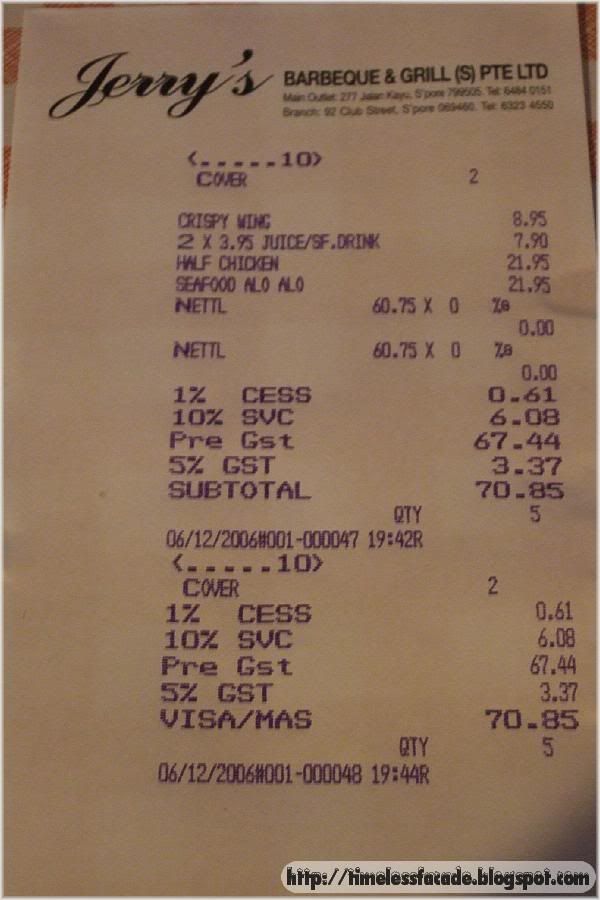 Jerry's BARBEQUE & GRILL (S) PTE LTD
Main Outlet: 277 Jalan Kayu, S'pore 799505. Tel: 6484 0151
Branch: 92 Club Street, S'pore 069460. Tel: 6323 4550
<.....10>
COVER 2
CRISPY WING 8.95
2 X 3.95 JUICE/SF.DRINK 7.90
HALF CHICKEN 21.95
SEAFOOD ALO ALO 21.95
NETTL 60.75 X 0 %@
0.00
NETTL 60.75 X 0 %@
0.00
1% CESS 0.61
10% SVC 6.08
Pre Gst 67.44
5% GST 3.37
SUBTOTAL 70.85
QTY 5
06/12/2006#001-000047 19:42R
<.....10>
COVER 2
1% CESS 0.61
10% SVC 6.08
Pre Gst 67.44
5% GST 3.37
VISA/MAS 70.85
QTY 5
06/12/2006#001-000048 19:44R
http://timelessfacade.blogspot.com